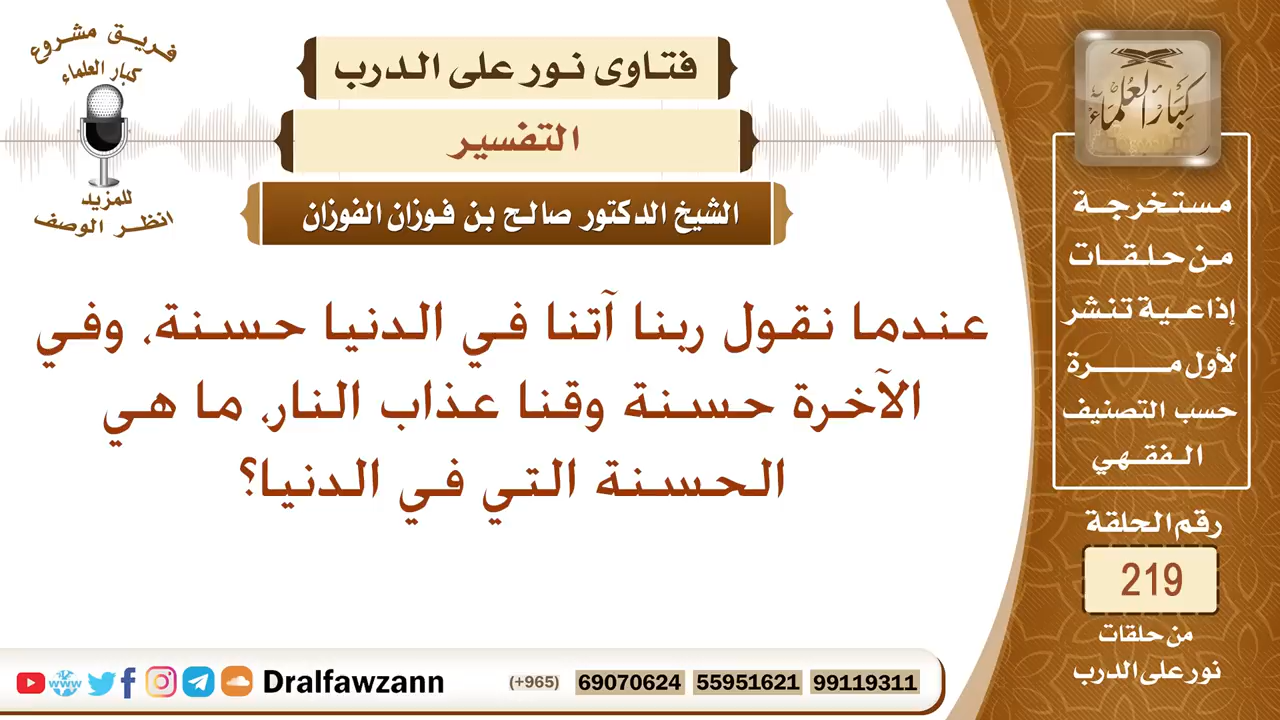 فريق مشروع
كبار العلماء
للمزيد
انظر الوصف
فتاوى نور على الدرب
التفسير
الشيخ الدكتور صالح بن فوزان الفوزان
عندما نقول ربنا آتنا في الدنيا حسنة، وفي
الآخرة حسنة وقنا عذاب النار، ما هي
الحسنة التي في الدنيا؟
كبار العلماء
مستخرجة
من حلقات
إذاعية تنشر
لأول مرة
حسب التصنيف
الفقهي
رقم الحلقة
219
من حلقات
نور على الدرب
www
Dralfawzann
(+965) 69070624 55951621 99119311